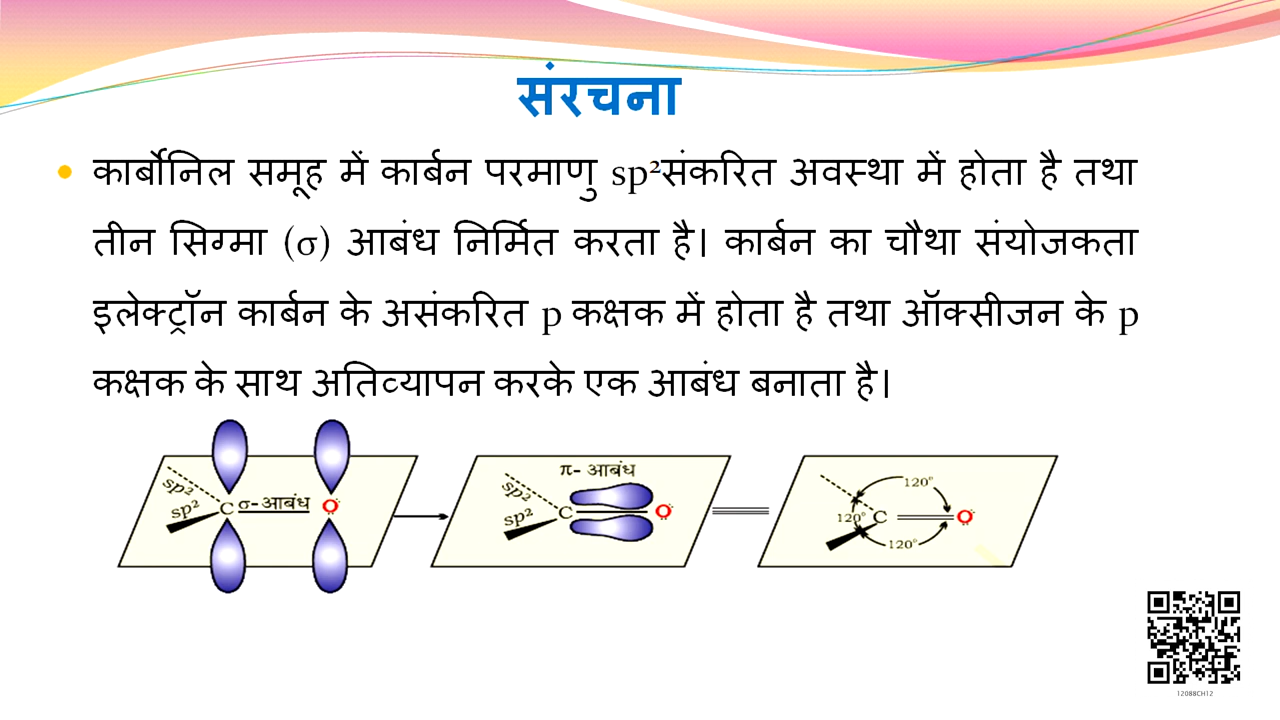 संरचना
कार्बोनिल समूह में कार्बन परमाणु sp²संकरित अवस्था में होता है तथा
तीन सिग्मा (σ) आबंध निर्मित करता है। कार्बन का चौथा संयोजकता
इलेक्ट्रॉन कार्बन के असंकरित p कक्षक में होता है तथा ऑक्सीजन के p
कक्षक के साथ अतिव्यापन करके एक आबंध बनाता है।
sp² sp² C σ-आबंध O
π- आबंध
sp² sp² C O
120° 120° C O 120°
12088CH12